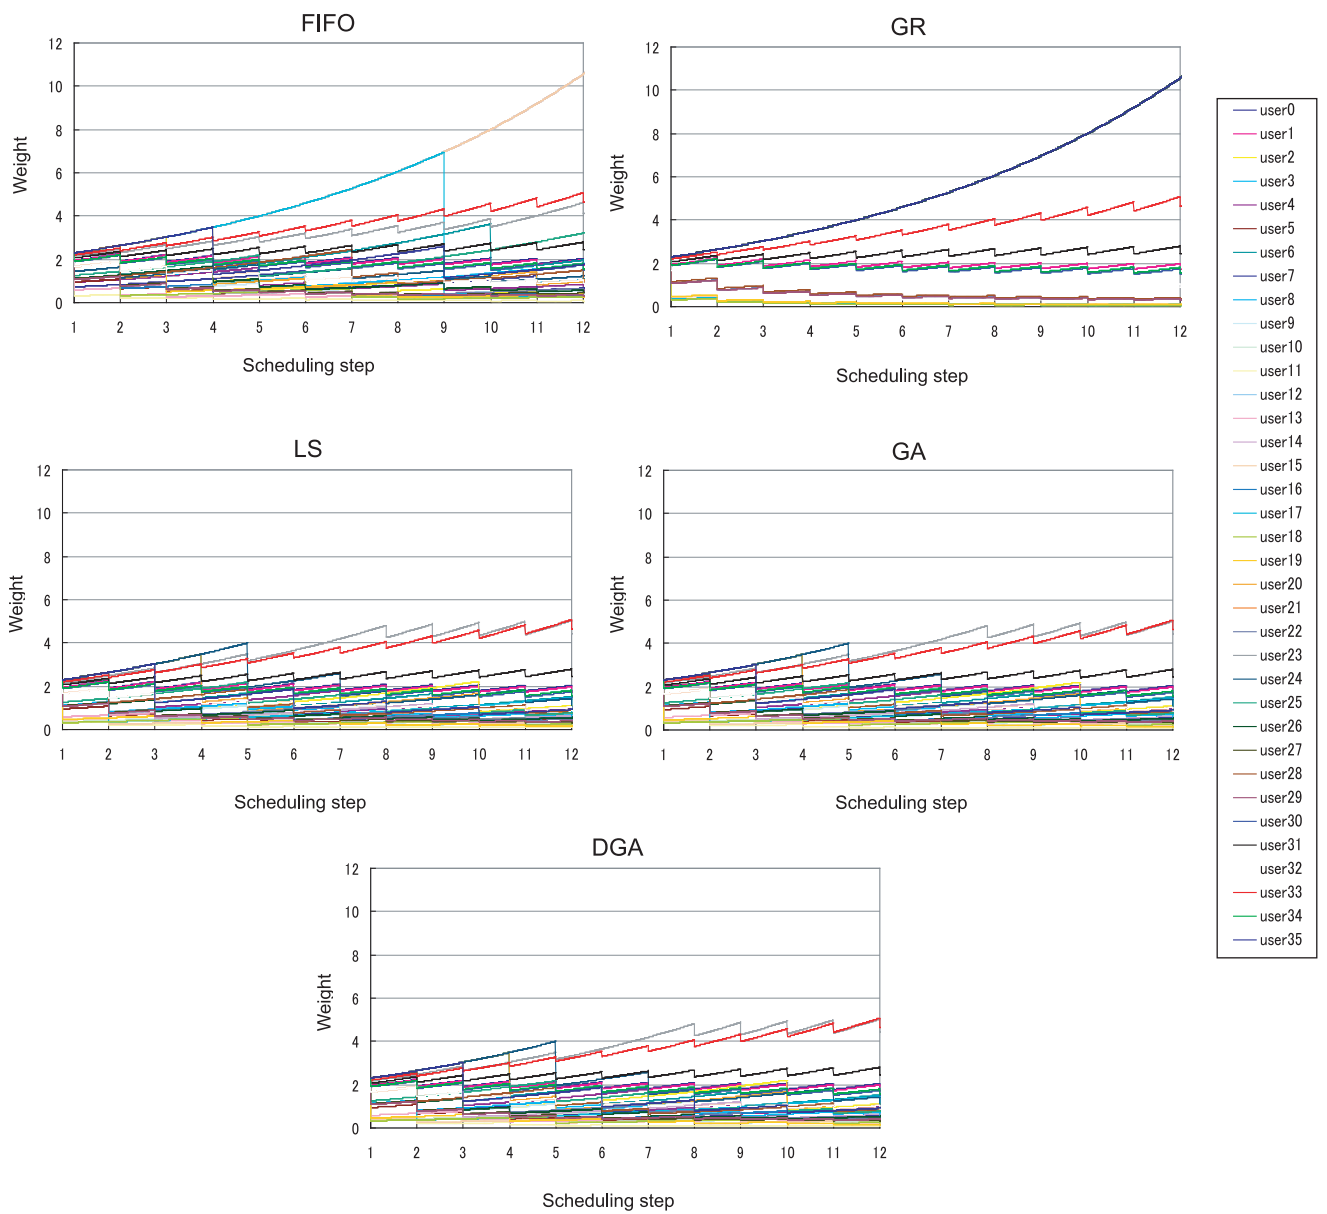 FIFO
GR
12
10
8
6
4
2
0
Weight
1 2 3 4 5 6 7 8 9 10 11 12
Scheduling step
12
10
8
6
4
2
0
Weight
1 2 3 4 5 6 7 8 9 10 11 12
Scheduling step
LS
GA
12
10
8
6
4
2
0
Weight
1 2 3 4 5 6 7 8 9 10 11 12
Scheduling step
12
10
8
6
4
2
0
Weight
1 2 3 4 5 6 7 8 9 10 11 12
Scheduling step
DGA
12
10
8
6
4
2
0
Weight
1 2 3 4 5 6 7 8 9 10 11 12
Scheduling step
user0
user1
user2
user3
user4
user5
user6
user7
user8
user9
user10
user11
user12
user13
user14
user15
user16
user17
user18
user19
user20
user21
user22
user23
user24
user25
user26
user27
user28
user29
user30
user31
user32
user33
user34
user35